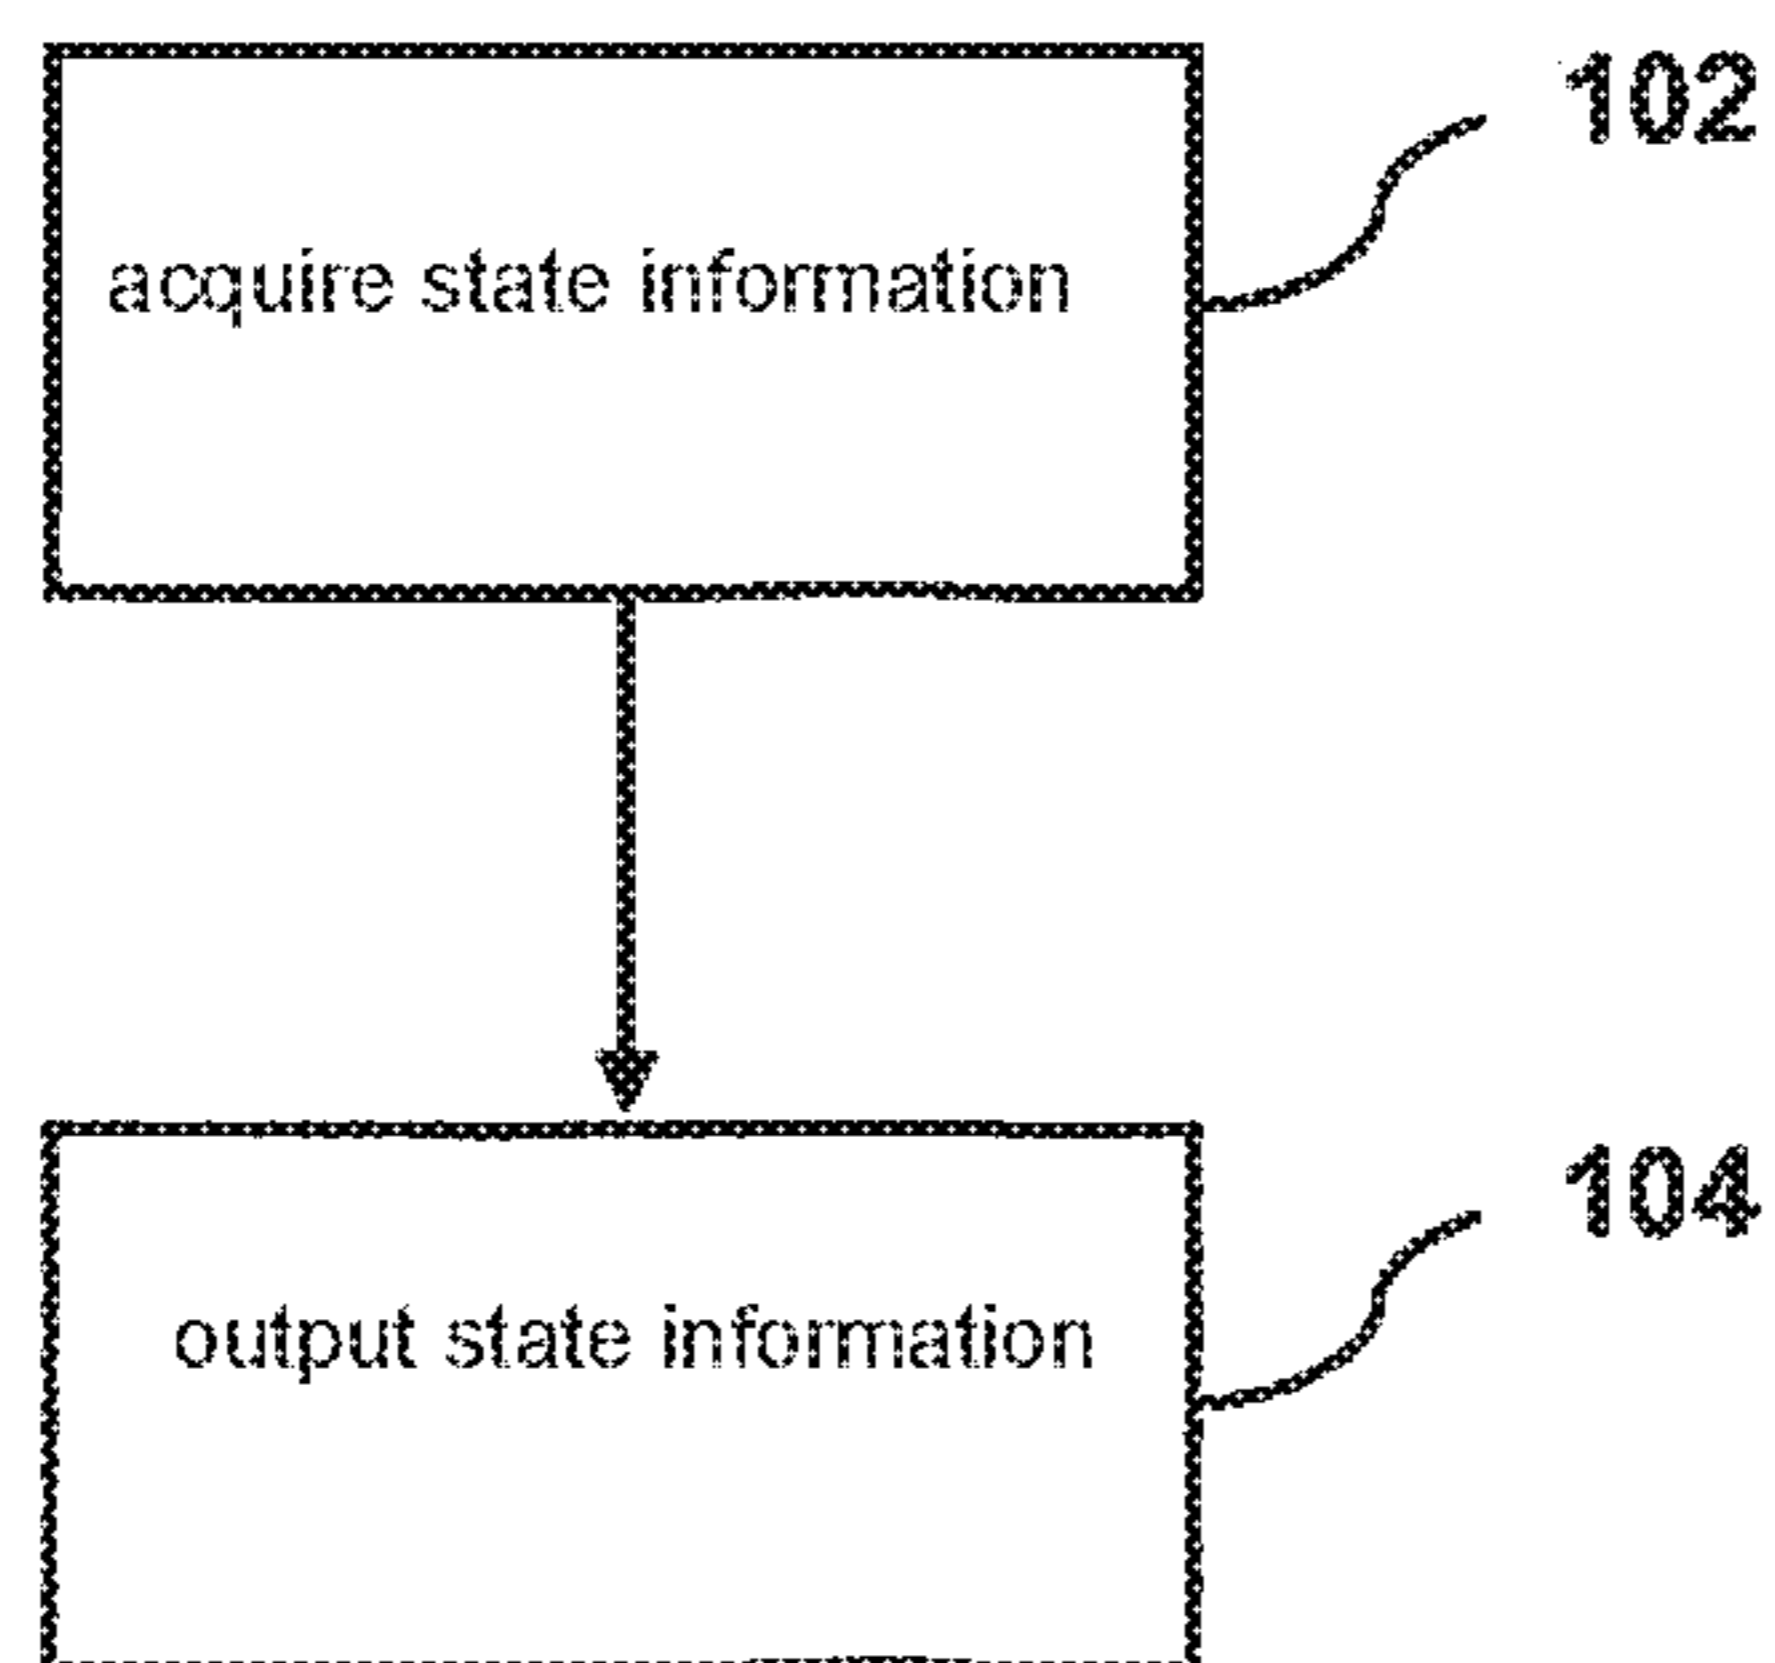 102
acquire state information
104
output state information